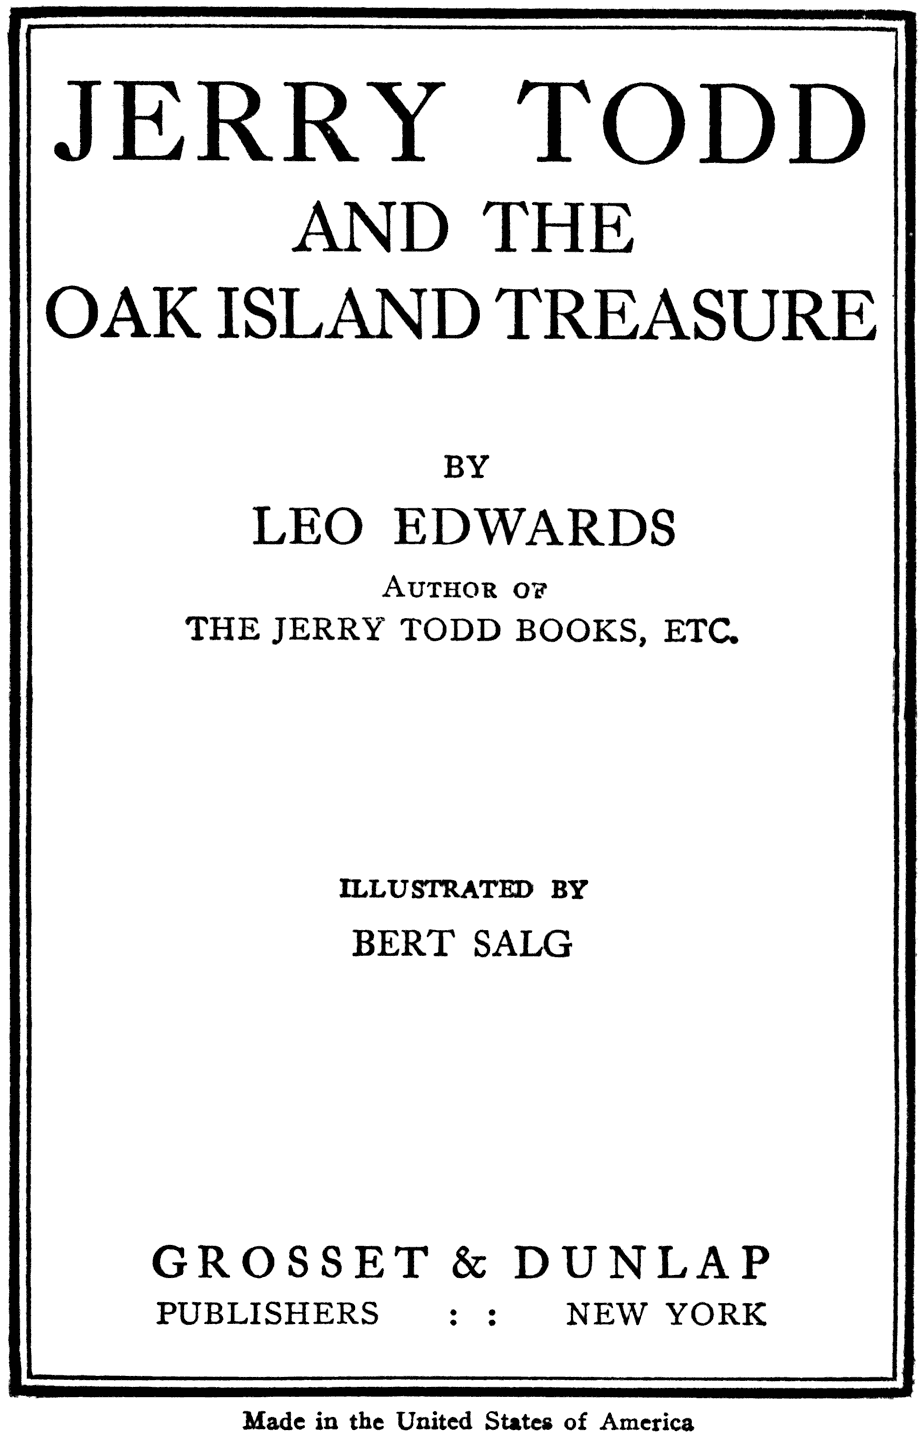 JERRY TODD
AND THE
OAK ISLAND TREASURE
BY
LEO EDWARDS
AUTHOR OF
THE JERRY TODD BOOKS, ETC.
ILLUSTRATED BY
BERT SALG
GROSSET & DUNLAP
PUBLISHERS : : NEW YORK
Made in the United States of America